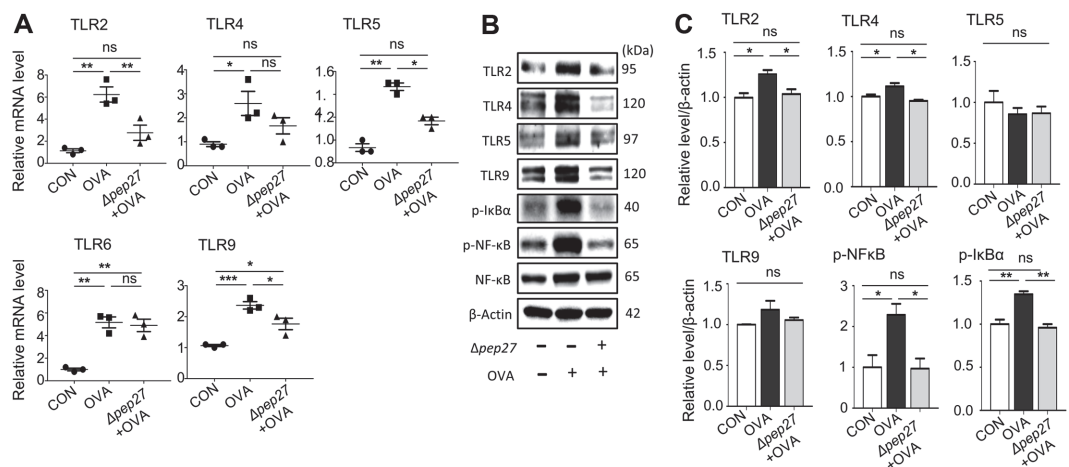 A
TLR2
TLR4
TLR5
Relative mRNA level
ns
** **
8
6
4
2
0
CON
OVA
Δpep27
+OVA
ns
* ns
4
3
2
1
0
CON
OVA
Δpep27
+OVA
ns
** *
1.6
1.4
1.2
1.0
0.8
CON
OVA
Δpep27
+OVA
TLR6
TLR9
Relative mRNA level
**
** ns
8
6
4
2
0
CON
OVA
Δpep27
+OVA
*
*** *
3
2
1
0
CON
OVA
Δpep27
+OVA
B
(kDa)
TLR2 95
TLR4 120
TLR5 97
TLR9 120
p-IκBα 40
p-NF-κB 65
NF-κB 65
β-Actin 42
Δpep27 − − +
OVA − + +
C
TLR2
TLR4
TLR5
Relative level/β-actin
ns
* *
1.5
1.0
0.5
0.0
CON
OVA
Δpep27
+OVA
ns
* *
2.0
1.5
1.0
0.5
0.0
CON
OVA
Δpep27
+OVA
ns
1.5
1.0
0.5
0.0
CON
OVA
Δpep27
+OVA
TLR9
p-NFκB
p-IκBα
Relative level/β-actin
ns
1.5
1.0
0.5
0.0
CON
OVA
Δpep27
+OVA
ns
* *
3
2
1
0
CON
OVA
Δpep27
+OVA
ns
** **
1.5
1.0
0.5
0.0
CON
OVA
Δpep27
+OVA